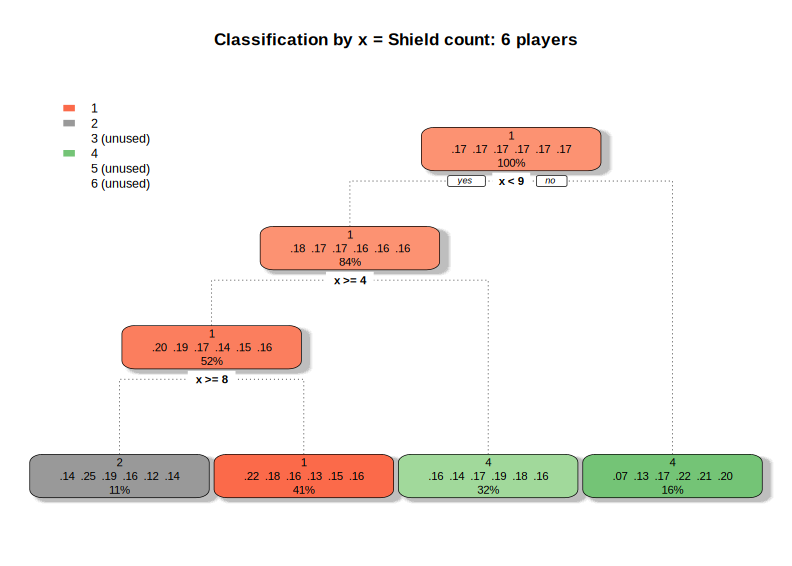 Classification by x = Shield count: 6 players
1
2
3 (unused)
4
5 (unused)
6 (unused)
1
.17 .17 .17 .17 .17 .17
100%
yes x < 9 no
1
.18 .17 .17 .16 .16 .16
84%
x >= 4
1
.20 .19 .17 .14 .15 .16
52%
x >= 8
2
.14 .25 .19 .16 .12 .14
11%
1
.22 .18 .16 .13 .15 .16
41%
4
.16 .14 .17 .19 .18 .16
32%
4
.07 .13 .17 .22 .21 .20
16%